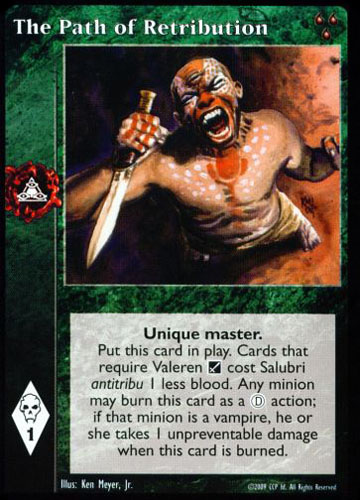 The Path of Retribution
Unique master.
Put this card in play. Cards that
require Valeren cost Salubri
antitribu 1 less blood. Any minion
may burn this card as a Ⓓ action;
if that minion is a vampire, he or
she takes 1 unpreventable damage
when this card is burned.
1
Illus: Ken Meyer, Jr.
©2009 CCP hf. All Rights Reserved